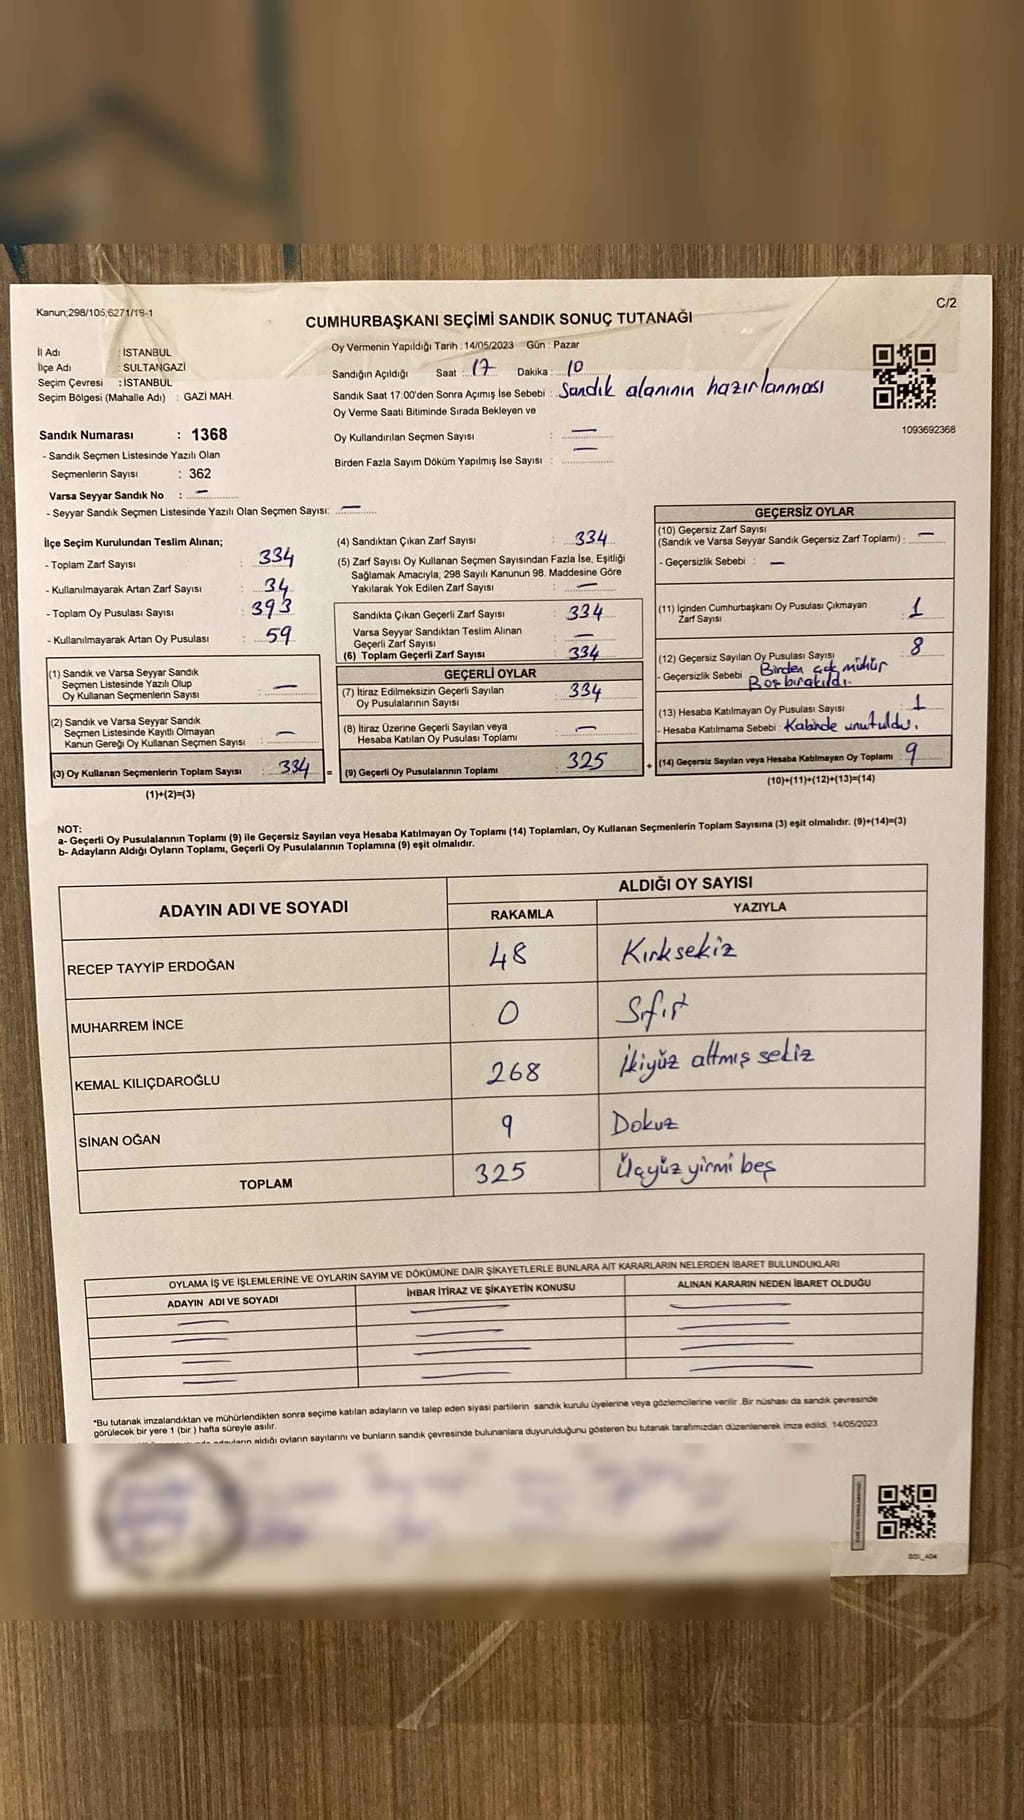 Kanun;298/105;6271/19-1
C/2
CUMHURBAŞKANI SEÇİMİ SANDIK SONUÇ TUTANAĞI
İl Adı : İSTANBUL
İlçe Adı : SULTANGAZİ
Seçim Çevresi : İSTANBUL
Seçim Bölgesi (Mahalle Adı) : GAZİ MAH.
Oy Vermenin Yapıldığı Tarih : 14/05/2023 Gün : Pazar
Sandığın Açıldığı Saat : 17 Dakika : 10
Sandık Saat 17:00'den Sonra Açımış İse Sebebi : Sandık alanının hazırlanması
Oy Verme Saati Bitiminde Sırada Bekleyen ve
Oy Kullandırılan Seçmen Sayısı : —
Birden Fazla Sayım Döküm Yapılmış İse Sayısı : —
1093692368
Sandık Numarası : 1368
- Sandık Seçmen Listesinde Yazılı Olan
Seçmenlerin Sayısı : 362
Varsa Seyyar Sandık No : —
- Seyyar Sandık Seçmen Listesinde Yazılı Olan Seçmen Sayısı: —
İlçe Seçim Kurulundan Teslim Alınan;
- Toplam Zarf Sayısı : 334
- Kullanılmayarak Artan Zarf Sayısı : 34
- Toplam Oy Pusulası Sayısı : 393
- Kullanılmayarak Artan Oy Pusulası : 59
(1) Sandık ve Varsa Seyyar Sandık
Seçmen Listesinde Yazılı Olup
Oy Kullanan Seçmenlerin Sayısı : —
(2) Sandık ve Varsa Seyyar Sandık
Seçmen Listesinde Kayıtlı Olmayan
Kanun Gereği Oy Kullanan Seçmen Sayısı : —
(3) Oy Kullanan Seçmenlerin Toplam Sayısı : 334 =
(1)+(2)=(3)
(4) Sandıktan Çıkan Zarf Sayısı : 334
(5) Zarf Sayısı Oy Kullanan Seçmen Sayısından Fazla İse, Eşitliği
Sağlamak Amacıyla, 298 Sayılı Kanunun 98. Maddesine Göre
Yakılarak Yok Edilen Zarf Sayısı : —
Sandıkta Çıkan Geçerli Zarf Sayısı : 334
Varsa Seyyar Sandıktan Teslim Alınan
Geçerli Zarf Sayısı : —
(6) Toplam Geçerli Zarf Sayısı : 334
GEÇERLİ OYLAR
(7) İtiraz Edilmeksizin Geçerli Sayılan
Oy Pusulalarının Sayısı : 334
(8) İtiraz Üzerine Geçerli Sayılan veya
Hesaba Katılan Oy Pusulası Toplamı : —
(9) Geçerli Oy Pusulalarının Toplamı : 325 +
GEÇERSİZ OYLAR
(10) Geçersiz Zarf Sayısı
(Sandık ve Varsa Seyyar Sandık Geçersiz Zarf Toplamı) : —
- Geçersizlik Sebebi : —
(11) İçinden Cumhurbaşkanı Oy Pusulası Çıkmayan
Zarf Sayısı : 1
(12) Geçersiz Sayılan Oy Pusulası Sayısı : 8
- Geçersizlik Sebebi : Birden çok mühür
Boş bırakıldı.
(13) Hesaba Katılmayan Oy Pusulası Sayısı : 1
- Hesaba Katılmama Sebebi : Kabinde unutuldu.
(14) Geçersiz Sayılan veya Hesaba Katılmayan Oy Toplamı : 9
(10)+(11)+(12)+(13)=(14)
NOT:
a- Geçerli Oy Pusulalarının Toplamı (9) ile Geçersiz Sayılan veya Hesaba Katılmayan Oy Toplamı (14) Toplamları, Oy Kullanan Seçmenlerin Toplam Sayısına (3) eşit olmalıdır. (9)+(14)=(3)
b- Adayların Aldığı Oyların Toplamı, Geçerli Oy Pusulalarının Toplamına (9) eşit olmalıdır.
ADAYIN ADI VE SOYADI
ALDIĞI OY SAYISI
RAKAMLA YAZIYLA
RECEP TAYYİP ERDOĞAN 48 Kırksekiz
MUHARREM İNCE 0 Sıfır
KEMAL KILIÇDAROĞLU 268 İkiyüz altmış sekiz
SİNAN OĞAN 9 Dokuz
TOPLAM 325 Üçyüz yirmi beş
OYLAMA İŞ VE İŞLEMLERİNE VE OYLARIN SAYIM VE DÖKÜMÜNE DAİR ŞİKAYETLERLE BUNLARA AİT KARARLARIN NELERDEN İBARET BULUNDUKLARI
ADAYIN ADI VE SOYADI İHBAR İTİRAZ VE ŞİKAYETİN KONUSU ALINAN KARARIN NEDEN İBARET OLDUĞU
*Bu tutanak imzalandıktan ve mühürlendikten sonra seçime katılan adayların ve talep eden siyasi partilerin sandık kurulu üyelerine veya gözlemcilerine verilir. Bir nüshası da sandık çevresinde
görülecek bir yere 1 (bir) hafta süreyle asılır.
adayların aldığı oyların sayılarını ve bunların sandık çevresinde bulunanlara duyurulduğunu gösteren bu tutanak tarafımızdan düzenlenerek imza edildi. 14/05/2023